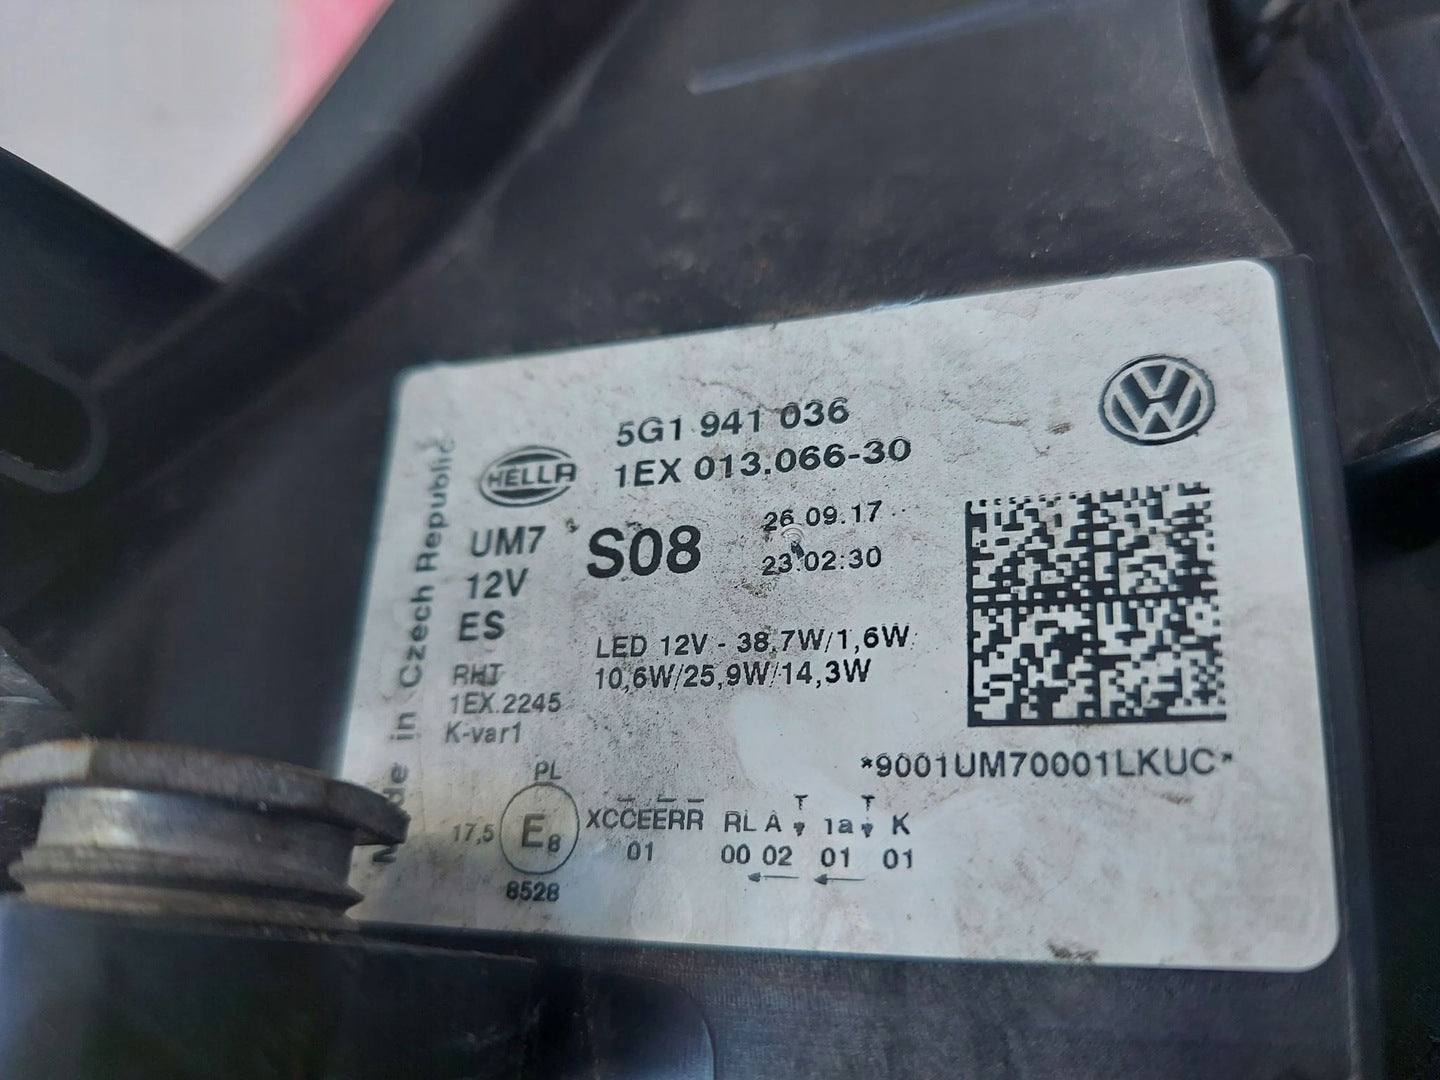 5G1 941 036
HELLA
1EX 013.066-30
UM7 S08 26.09.17
12V 23:02:30
ES
LED 12V - 38.7W/1,6W
RHT 10,6W/25,9W/14,3W
1EX.2245
K-var1
*9001UM70001LKUC*
PL
17,5 E8 XCCEERR RL A T 1a T K
01 00 02 01 01
8528
in Czech Republic